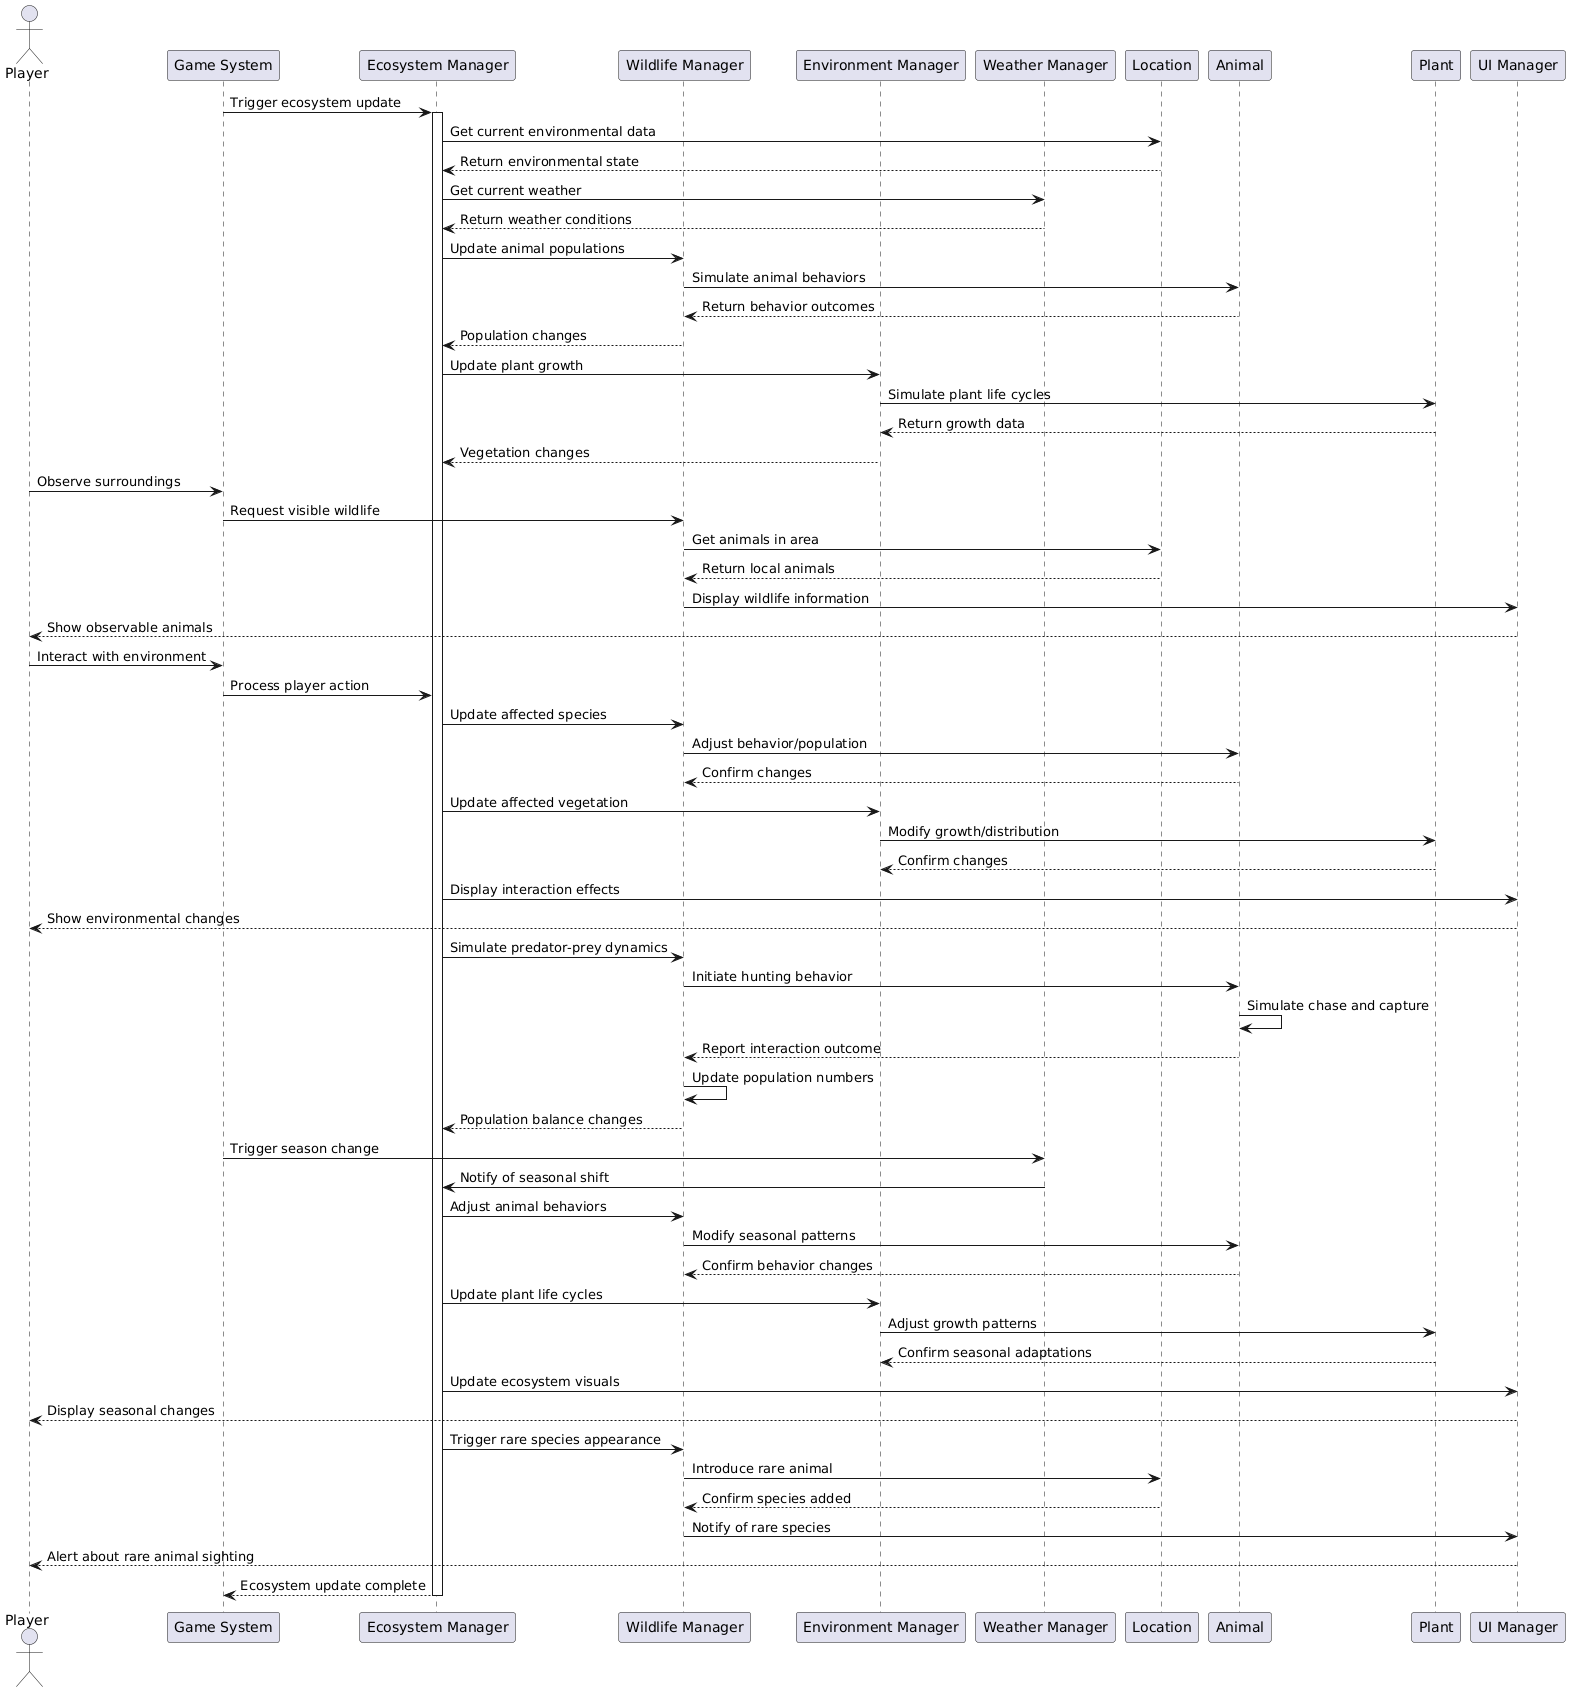 Player
Game System
Ecosystem Manager
Wildlife Manager
Environment Manager
Weather Manager
Location
Animal
Plant
UI Manager
Trigger ecosystem update
Get current environmental data
Return environmental state
Get current weather
Return weather conditions
Update animal populations
Simulate animal behaviors
Return behavior outcomes
Population changes
Update plant growth
Simulate plant life cycles
Return growth data
Vegetation changes
Observe surroundings
Request visible wildlife
Get animals in area
Return local animals
Display wildlife information
Show observable animals
Interact with environment
Process player action
Update affected species
Adjust behavior/population
Confirm changes
Update affected vegetation
Modify growth/distribution
Confirm changes
Display interaction effects
Show environmental changes
Simulate predator-prey dynamics
Initiate hunting behavior
Simulate chase and capture
Report interaction outcome
Update population numbers
Population balance changes
Trigger season change
Notify of seasonal shift
Adjust animal behaviors
Modify seasonal patterns
Confirm behavior changes
Update plant life cycles
Adjust growth patterns
Confirm seasonal adaptations
Update ecosystem visuals
Display seasonal changes
Trigger rare species appearance
Introduce rare animal
Confirm species added
Notify of rare species
Alert about rare animal sighting
Ecosystem update complete
Player
Game System
Ecosystem Manager
Wildlife Manager
Environment Manager
Weather Manager
Location
Animal
Plant
UI Manager